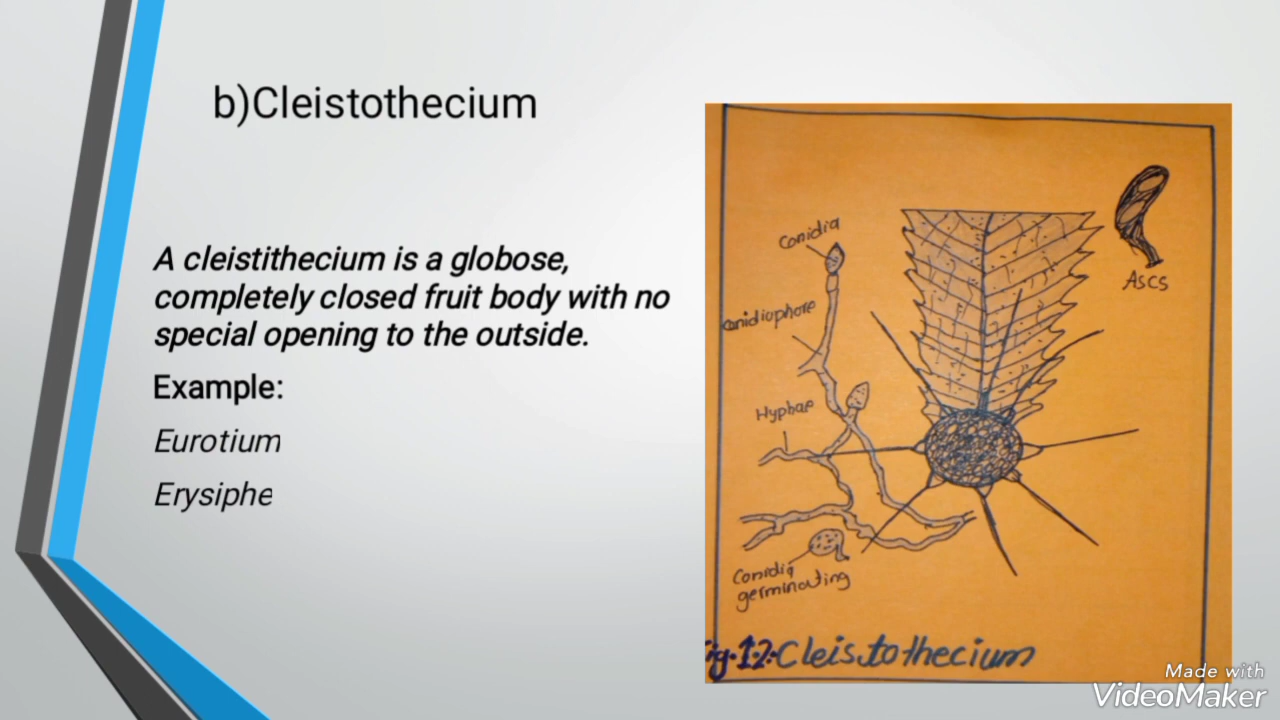 b)Cleistothecium
A cleistithecium is a globose,
completely closed fruit body with no
special opening to the outside.
Example:
Eurotium
Erysiphe
Conidia
Conidiophore
Hyphae
Conidia
germinating
Ascs
Fig.12:Cleistothecium
Made with
VideoMaker